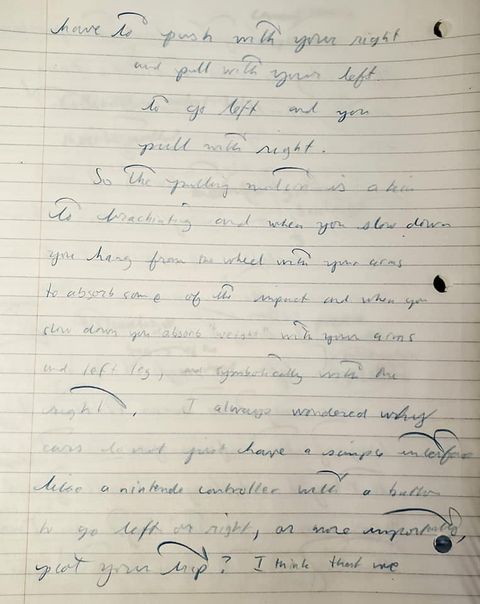 have to push with your right
and pull with your left.
to go left and you
pull with right.
So the pulling motion is a kin
to brachiating and when you slow down
you hang from the wheel with your arms
to absorb some of the impact and when you
slow down you absorb "weight" with your arms
and left leg, and symbolically with the
right. I always wondered why
cars do not just have a simple interface
like a nintendo controller with a button
to go left or right, or more importantly,
plot your trip? I think that we